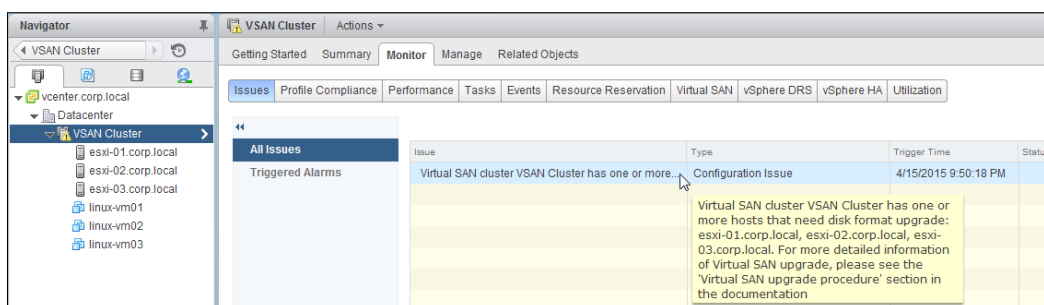 Navigator
VSAN Cluster Actions
VSAN Cluster
Getting Started Summary Monitor Manage Related Objects
Issues Profile Compliance Performance Tasks Events Resource Reservation Virtual SAN vSphere DRS vSphere HA Utilization
vcenter.corp.local
Datacenter
VSAN Cluster
esxi-01.corp.local
esxi-02.corp.local
esxi-03.corp.local
linux-vm01
linux-vm02
linux-vm03
All Issues
Triggered Alarms
Issue Type Trigger Time Statu
Virtual SAN cluster VSAN Cluster has one or more... Configuration Issue 4/15/2015 9:50:18 PM
Virtual SAN cluster VSAN Cluster has one or
more hosts that need disk format upgrade:
esxi-01.corp.local, esxi-02.corp.local, esxi-
03.corp.local. For more detailed information
of Virtual SAN upgrade, please see the
'Virtual SAN upgrade procedure' section in
the documentation